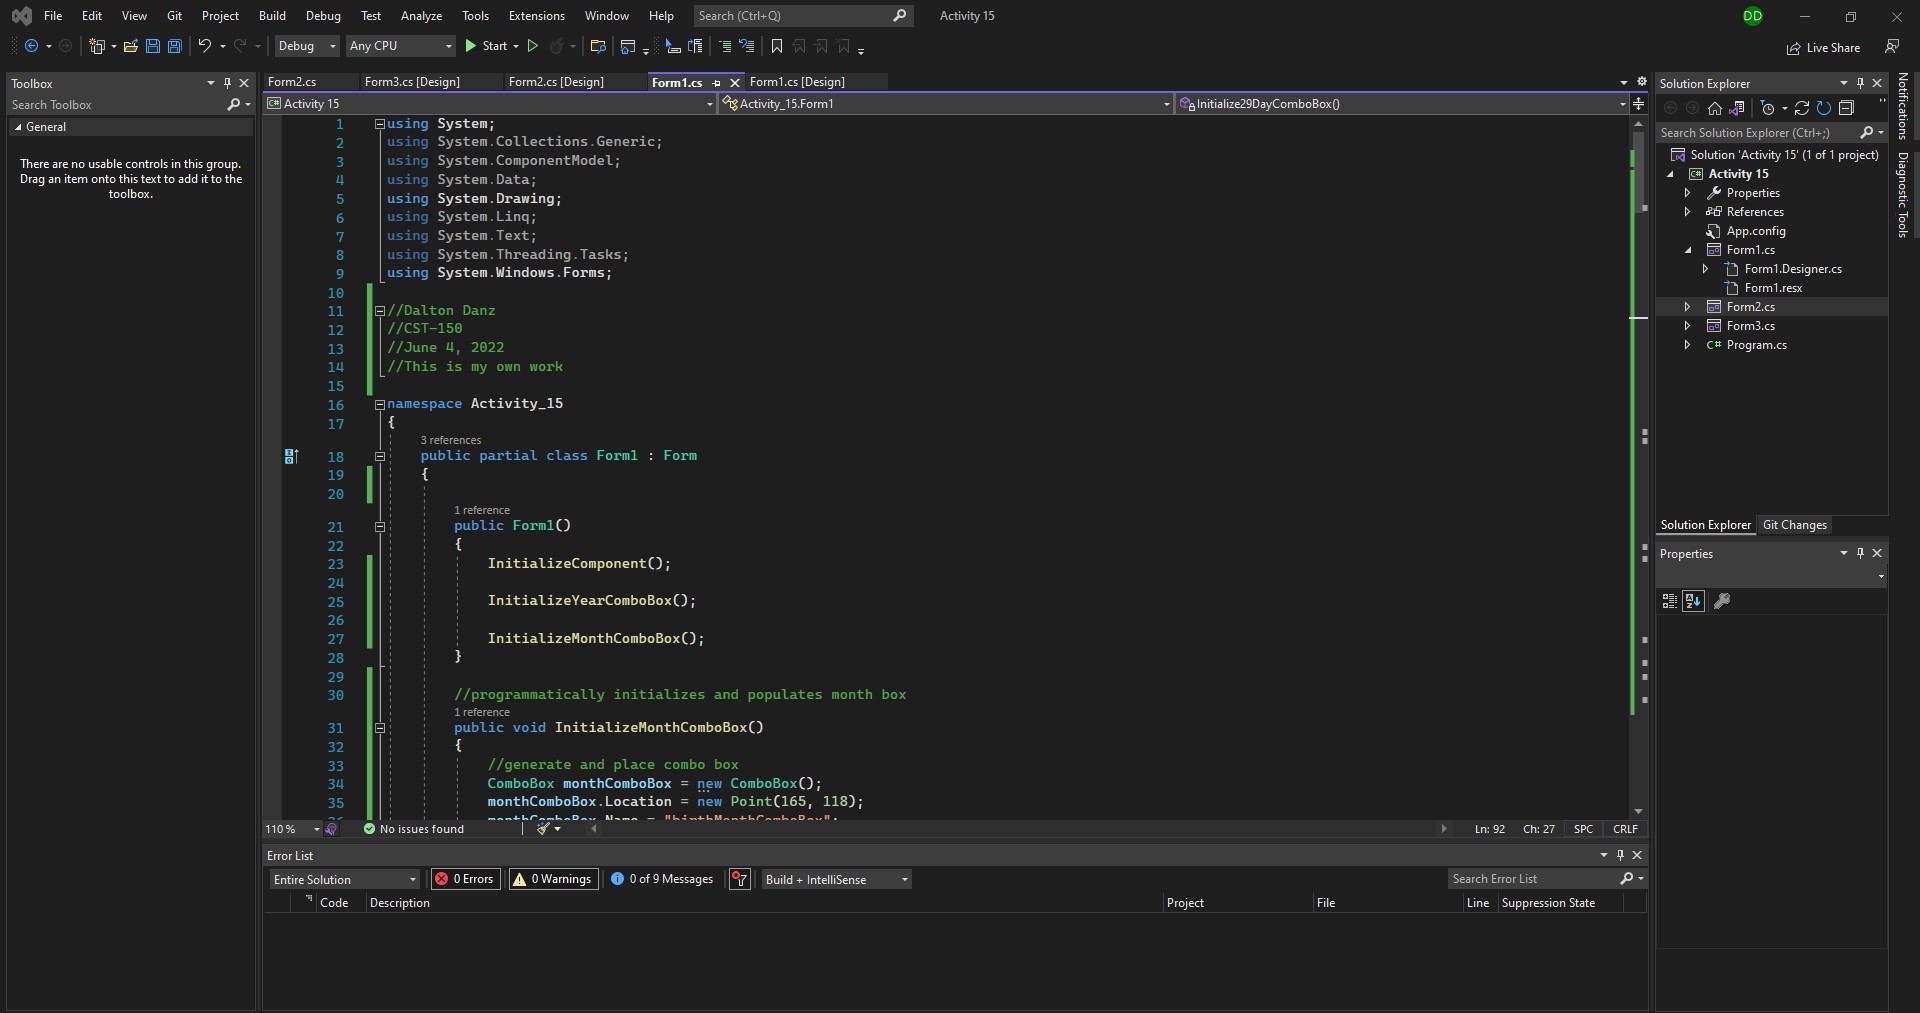 File Edit View Git Project Build Debug Test Analyze Tools Extensions Window Help Search (Ctrl+Q) Activity 15 DD
Debug Any CPU Start Live Share
Toolbox
Search Toolbox
General
There are no usable controls in this group.
Drag an item onto this text to add it to the
toolbox.
Form2.cs Form3.cs [Design] Form2.cs [Design] Form1.cs Form1.cs [Design]
C# Activity 15 Activity_15.Form1 Initialize29DayComboBox()
1 using System;
2 using System.Collections.Generic;
3 using System.ComponentModel;
4 using System.Data;
5 using System.Drawing;
6 using System.Linq;
7 using System.Text;
8 using System.Threading.Tasks;
9 using System.Windows.Forms;
10
11 //Dalton Danz
12 //CST-150
13 //June 4, 2022
14 //This is my own work
15
16 namespace Activity_15
17 {
3 references
18 public partial class Form1 : Form
19 {
20
1 reference
21 public Form1()
22 {
23 InitializeComponent();
24
25 InitializeYearComboBox();
26
27 InitializeMonthComboBox();
28 }
29
30 //programmatically initializes and populates month box
1 reference
31 public void InitializeMonthComboBox()
32 {
33 //generate and place combo box
34 ComboBox monthComboBox = new ComboBox();
35 monthComboBox.Location = new Point(165, 118);
36 monthComboBox.Name = "birthMonthComboBox";
110 % No issues found Ln: 92 Ch: 27 SPC CRLF
Error List
Entire Solution 0 Errors 0 Warnings 0 of 9 Messages Build + IntelliSense Search Error List
Code Description Project File Line Suppression State
Solution Explorer
Search Solution Explorer (Ctrl+;)
Solution 'Activity 15' (1 of 1 project)
C# Activity 15
Properties
References
App.config
Form1.cs
Form1.Designer.cs
Form1.resx
Form2.cs
Form3.cs
C# Program.cs
Solution Explorer Git Changes
Properties
Notifications
Diagnostic Tools